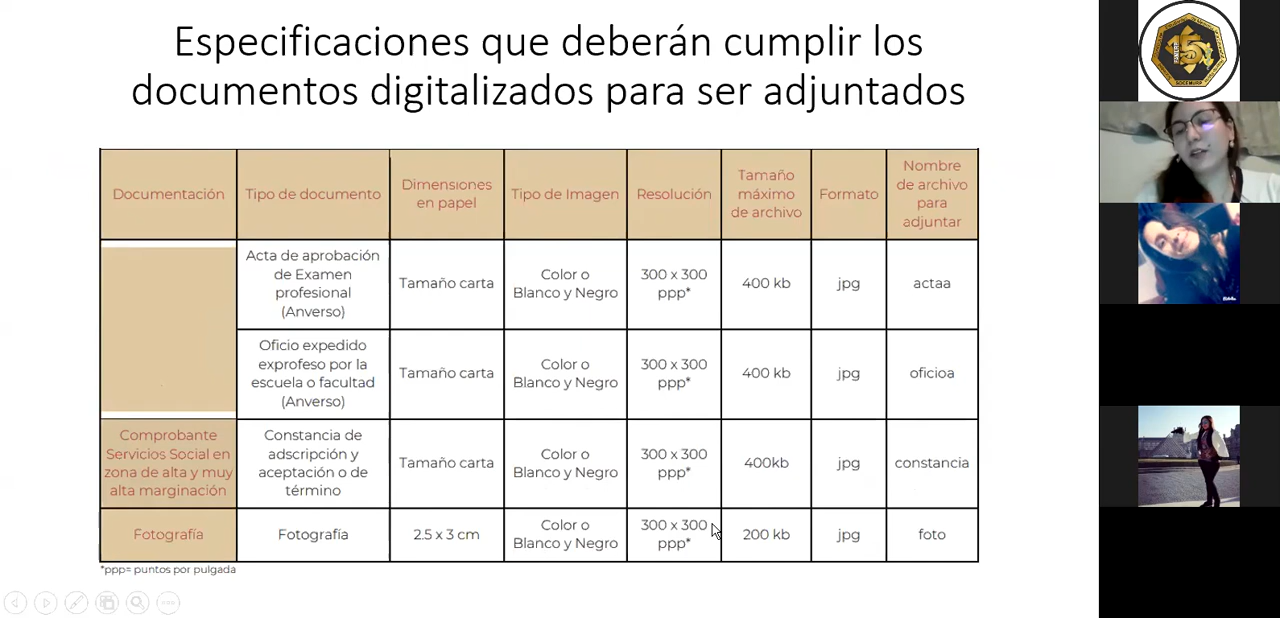 Especificaciones que deberán cumplir los
documentos digitalizados para ser adjuntados
Documentación
Tipo de documento
Dimensiones
en papel
Tipo de Imagen
Resolución
Tamaño
máximo
de archivo
Formato
Nombre
de archivo
para
adjuntar
Acta de aprobación
de Examen
profesional
(Anverso)
Tamaño carta
Color o
Blanco y Negro
300 x 300
ppp*
400 kb
jpg
actaa
Oficio expedido
exprofeso por la
escuela o facultad
(Anverso)
Tamaño carta
Color o
Blanco y Negro
300 x 300
ppp*
400 kb
jpg
oficioa
Comprobante
Servicios Social en
zona de alta y muy
alta marginación
Constancia de
adscripción y
aceptación o de
término
Tamaño carta
Color o
Blanco y Negro
300 x 300
ppp*
400kb
jpg
constancia
Fotografía
Fotografía
2.5 x 3 cm
Color o
Blanco y Negro
300 x 300
ppp*
200 kb
jpg
foto
*ppp= puntos por pulgada